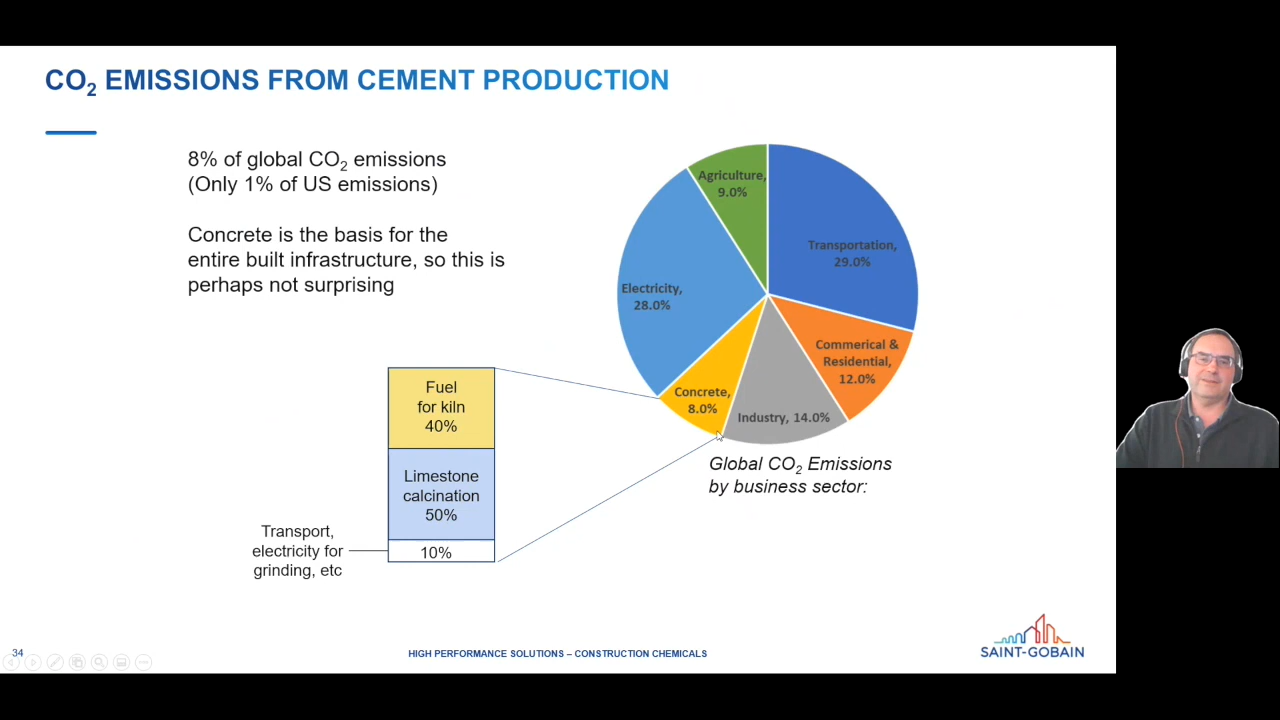 CO₂ EMISSIONS FROM CEMENT PRODUCTION
8% of global CO₂ emissions
(Only 1% of US emissions)
Concrete is the basis for the
entire built infrastructure, so this is
perhaps not surprising
Agriculture,
9.0%
Transportation,
29.0%
Electricity,
28.0%
Commerical &
Residential,
12.0%
Concrete,
8.0%
Industry, 14.0%
Global CO₂ Emissions
by business sector:
Fuel
for kiln
40%
Limestone
calcination
50%
10%
Transport,
electricity for
grinding, etc
34
HIGH PERFORMANCE SOLUTIONS – CONSTRUCTION CHEMICALS
SAINT-GOBAIN